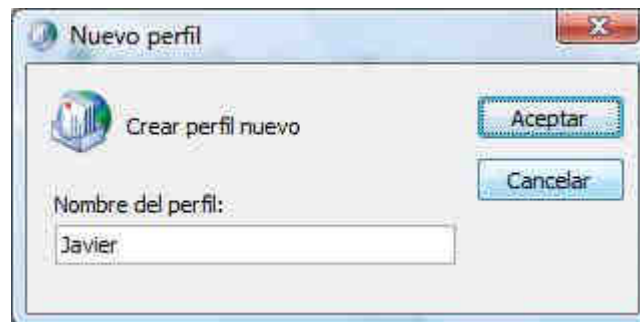 Nuevo perfil
Crear perfil nuevo
Aceptar
Cancelar
Nombre del perfil:
Javier